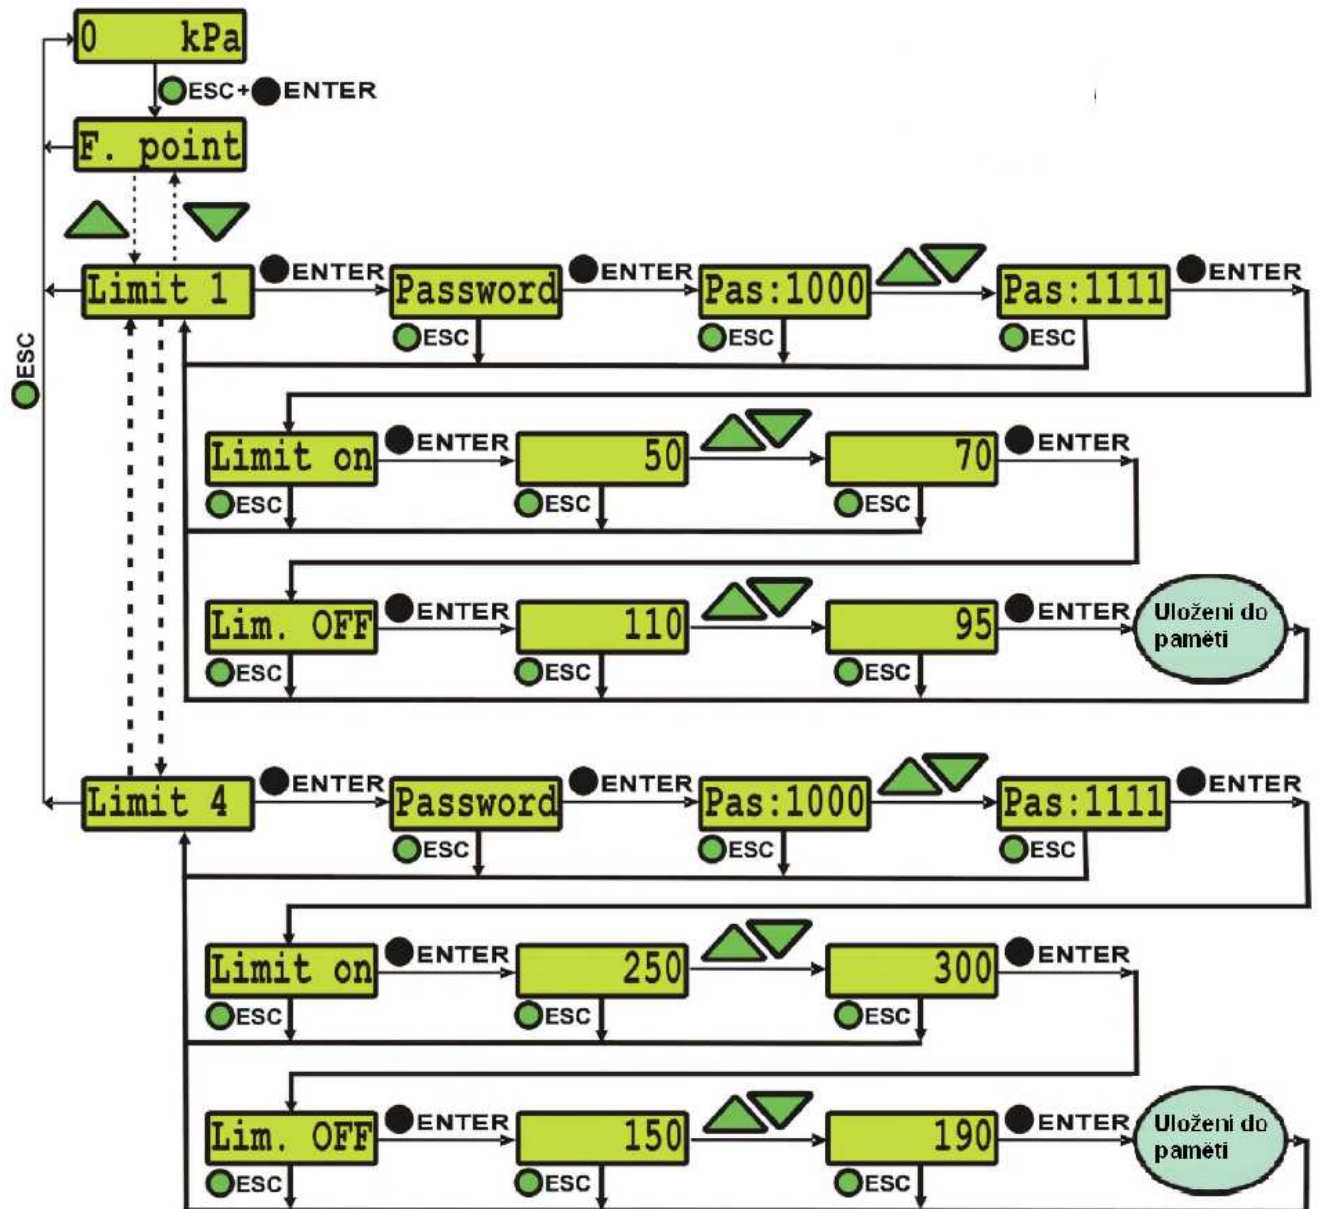 0 kPa
ESC+ ENTER
F. point
Limit 1
ENTER
Password
ENTER
Pas:1000
Pas:1111
ENTER
ESC
ESC
ESC
ESC
Limit on
ENTER
50
70
ENTER
ESC
ESC
ESC
Lim. OFF
ENTER
110
95
ENTER
Uložení do
paměti
ESC
ESC
ESC
Limit 4
ENTER
Password
ENTER
Pas:1000
Pas:1111
ENTER
ESC
ESC
ESC
Limit on
ENTER
250
300
ENTER
ESC
ESC
ESC
Lim. OFF
ENTER
150
190
ENTER
Uložení do
paměti
ESC
ESC
ESC